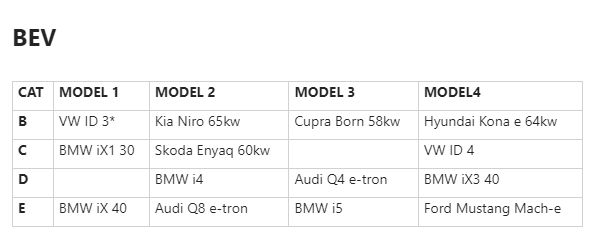 BEV
CAT MODEL 1 MODEL 2 MODEL 3 MODEL4
B VW ID 3* Kia Niro 65kw Cupra Born 58kw Hyundai Kona e 64kw
C BMW iX1 30 Skoda Enyaq 60kw VW ID 4
D BMW i4 Audi Q4 e-tron BMW iX3 40
E BMW iX 40 Audi Q8 e-tron BMW i5 Ford Mustang Mach-e